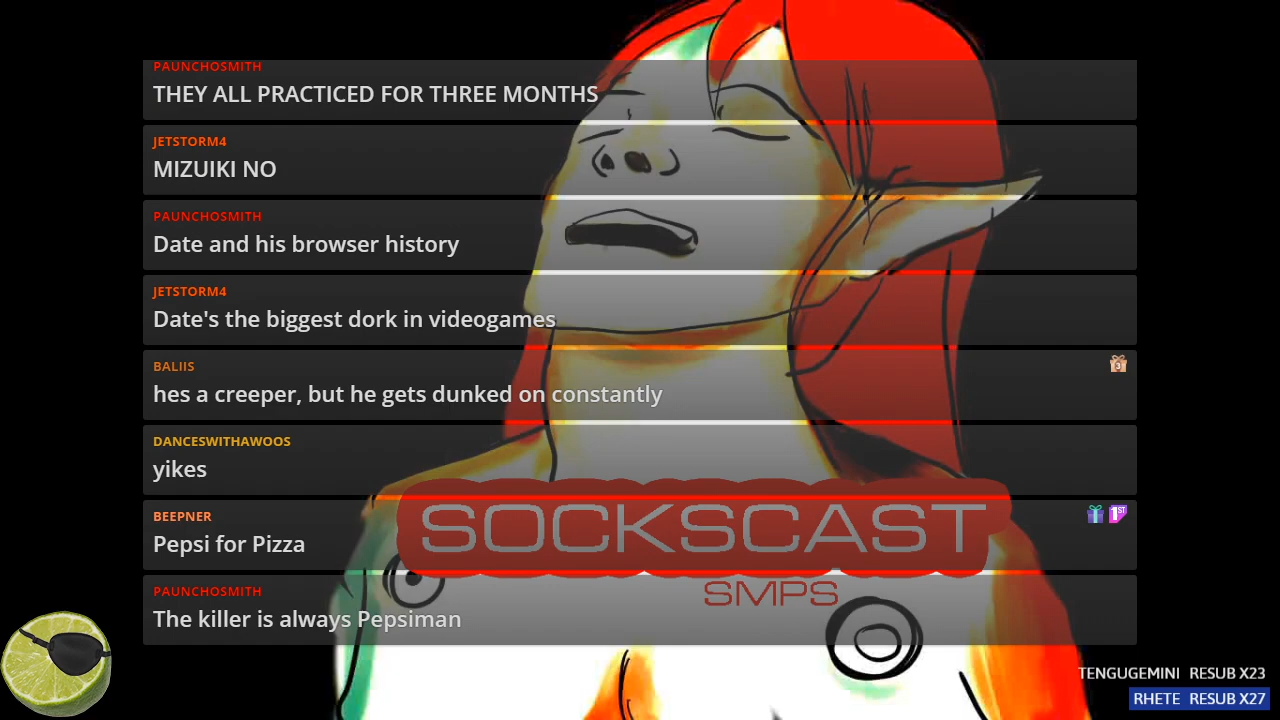 PAUNCHOSMITH
THEY ALL PRACTICED FOR THREE MONTHS
JETSTORM4
MIZUIKI NO
PAUNCHOSMITH
Date and his browser history
JETSTORM4
Date's the biggest dork in videogames
BALIIS
hes a creeper, but he gets dunked on constantly
DANCESWITHAWOOS
yikes
BEEPNER
1ST
Pepsi for Pizza
SOCKSCAST
SMPS
PAUNCHOSMITH
The killer is always Pepsiman
TENGUGEMINI RESUB X23
RHETE RESUB X27